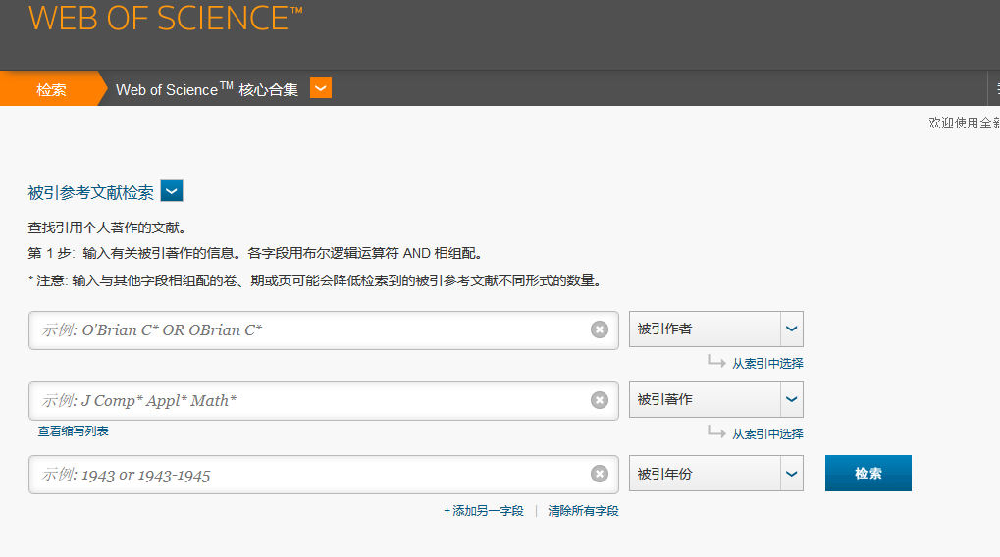 WEB OF SCIENCE™
检索
Web of Science™ 核心合集
欢迎使用全新
被引参考文献检索
查找引用个人著作的文献。
第 1 步: 输入有关被引著作的信息。各字段用布尔逻辑运算符 AND 相组配。
* 注意: 输入与其他字段相组配的卷、期或页可能会降低检索到的被引参考文献不同形式的数量。
示例: O'Brian C* OR OBrian C*
被引作者
从索引中选择
示例: J Comp* Appl* Math*
被引著作
查看缩写列表
从索引中选择
示例: 1943 or 1943-1945
被引年份
检索
+ 添加另一字段 | 清除所有字段